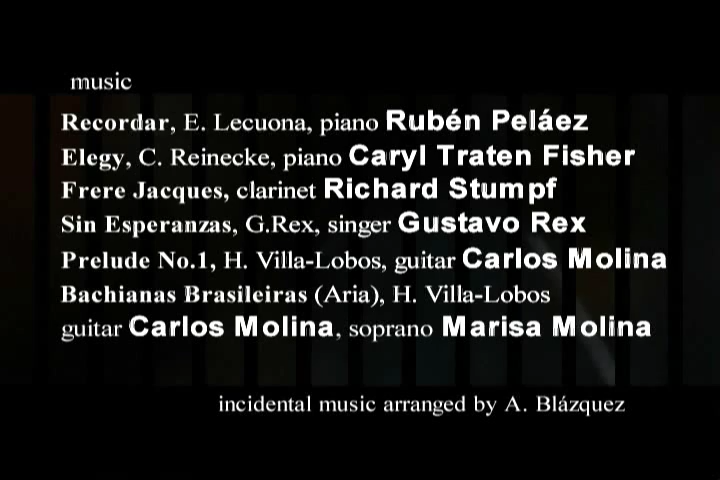 music
Recordar, E. Lecuona, piano Rubén Peláez
Elegy, C. Reinecke, piano Caryl Traten Fisher
Frere Jacques, clarinet Richard Stumpf
Sin Esperanzas, G.Rex, singer Gustavo Rex
Prelude No.1, H. Villa-Lobos, guitar Carlos Molina
Bachianas Brasileiras (Aria), H. Villa-Lobos
guitar Carlos Molina, soprano Marisa Molina
incidental music arranged by A. Blázquez